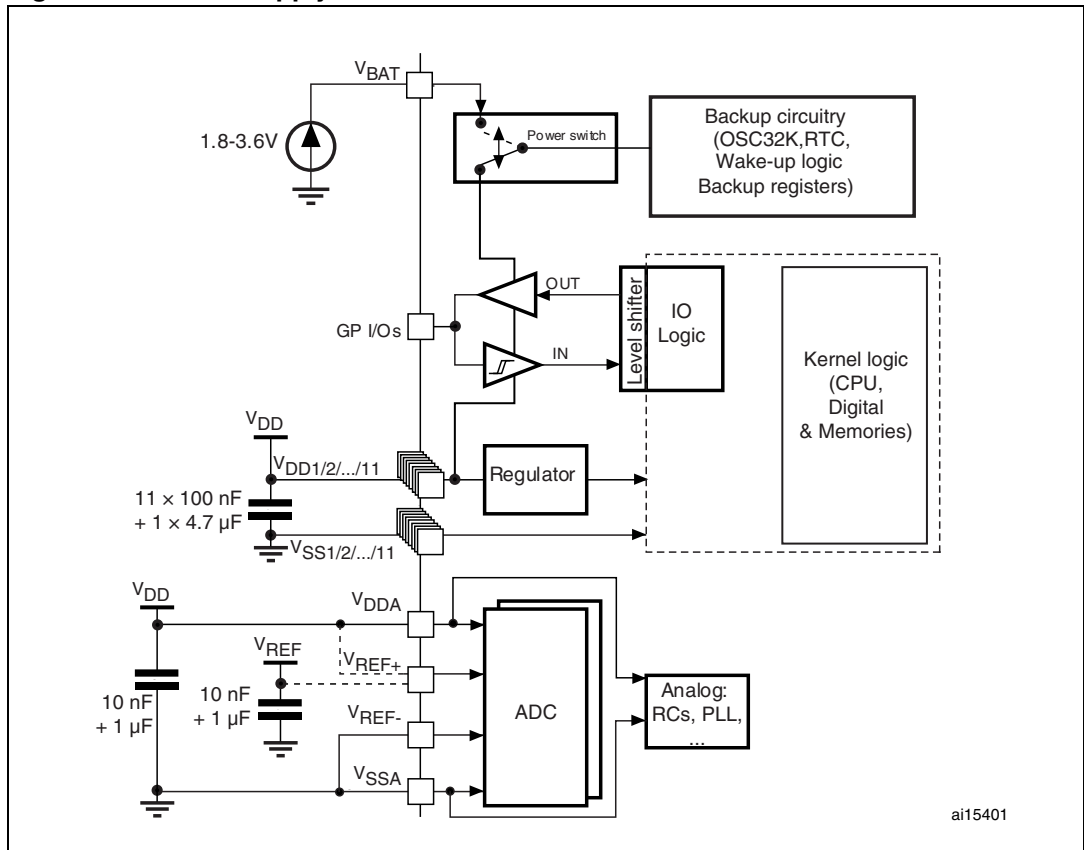 VBAT
1.8-3.6V
Power switch
Backup circuitry
(OSC32K,RTC,
Wake-up logic
Backup registers)
OUT
GP I/Os
IN
Level shifter
IO
Logic
Kernel logic
(CPU,
Digital
& Memories)
VDD
VDD1/2/.../11
Regulator
11 × 100 nF
+ 1 × 4.7 µF
VSS1/2/.../11
VDD
VDDA
VREF
VREF+
10 nF
+ 1 µF
10 nF
+ 1 µF
VREF-
ADC
Analog:
RCs, PLL,
...
VSSA
ai15401